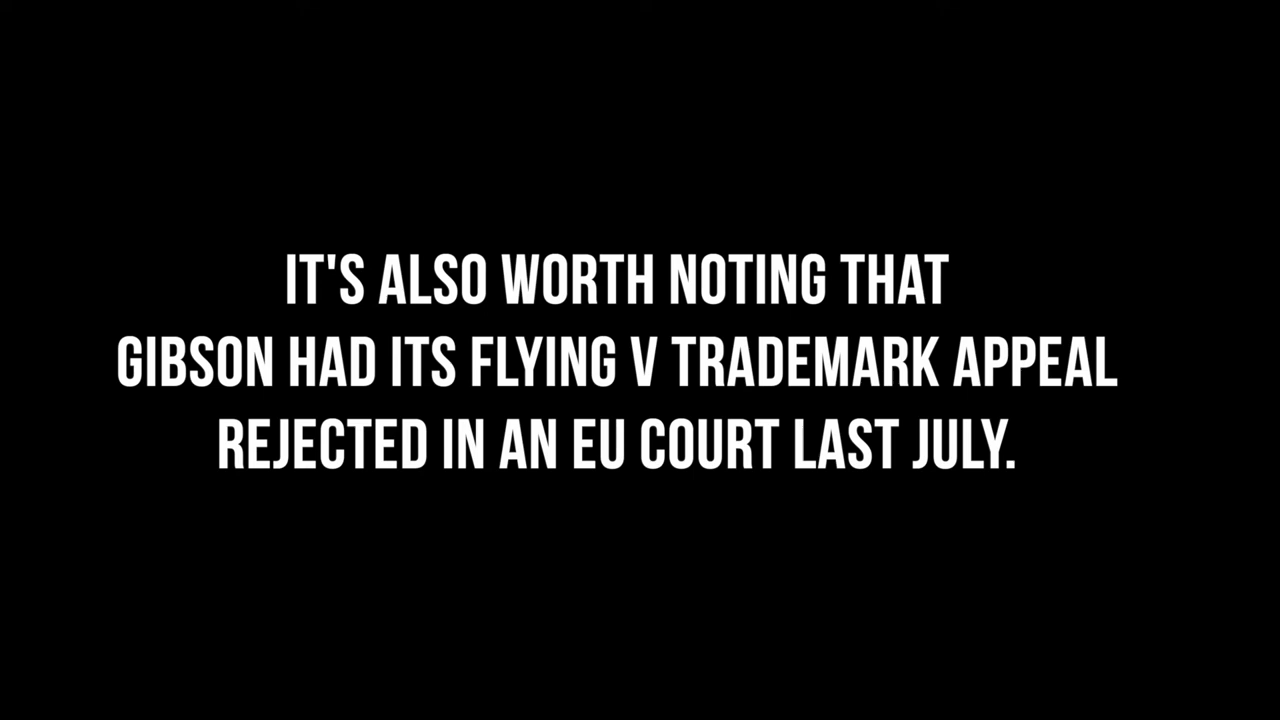 IT'S ALSO WORTH NOTING THAT
GIBSON HAD ITS FLYING V TRADEMARK APPEAL
REJECTED IN AN EU COURT LAST JULY.